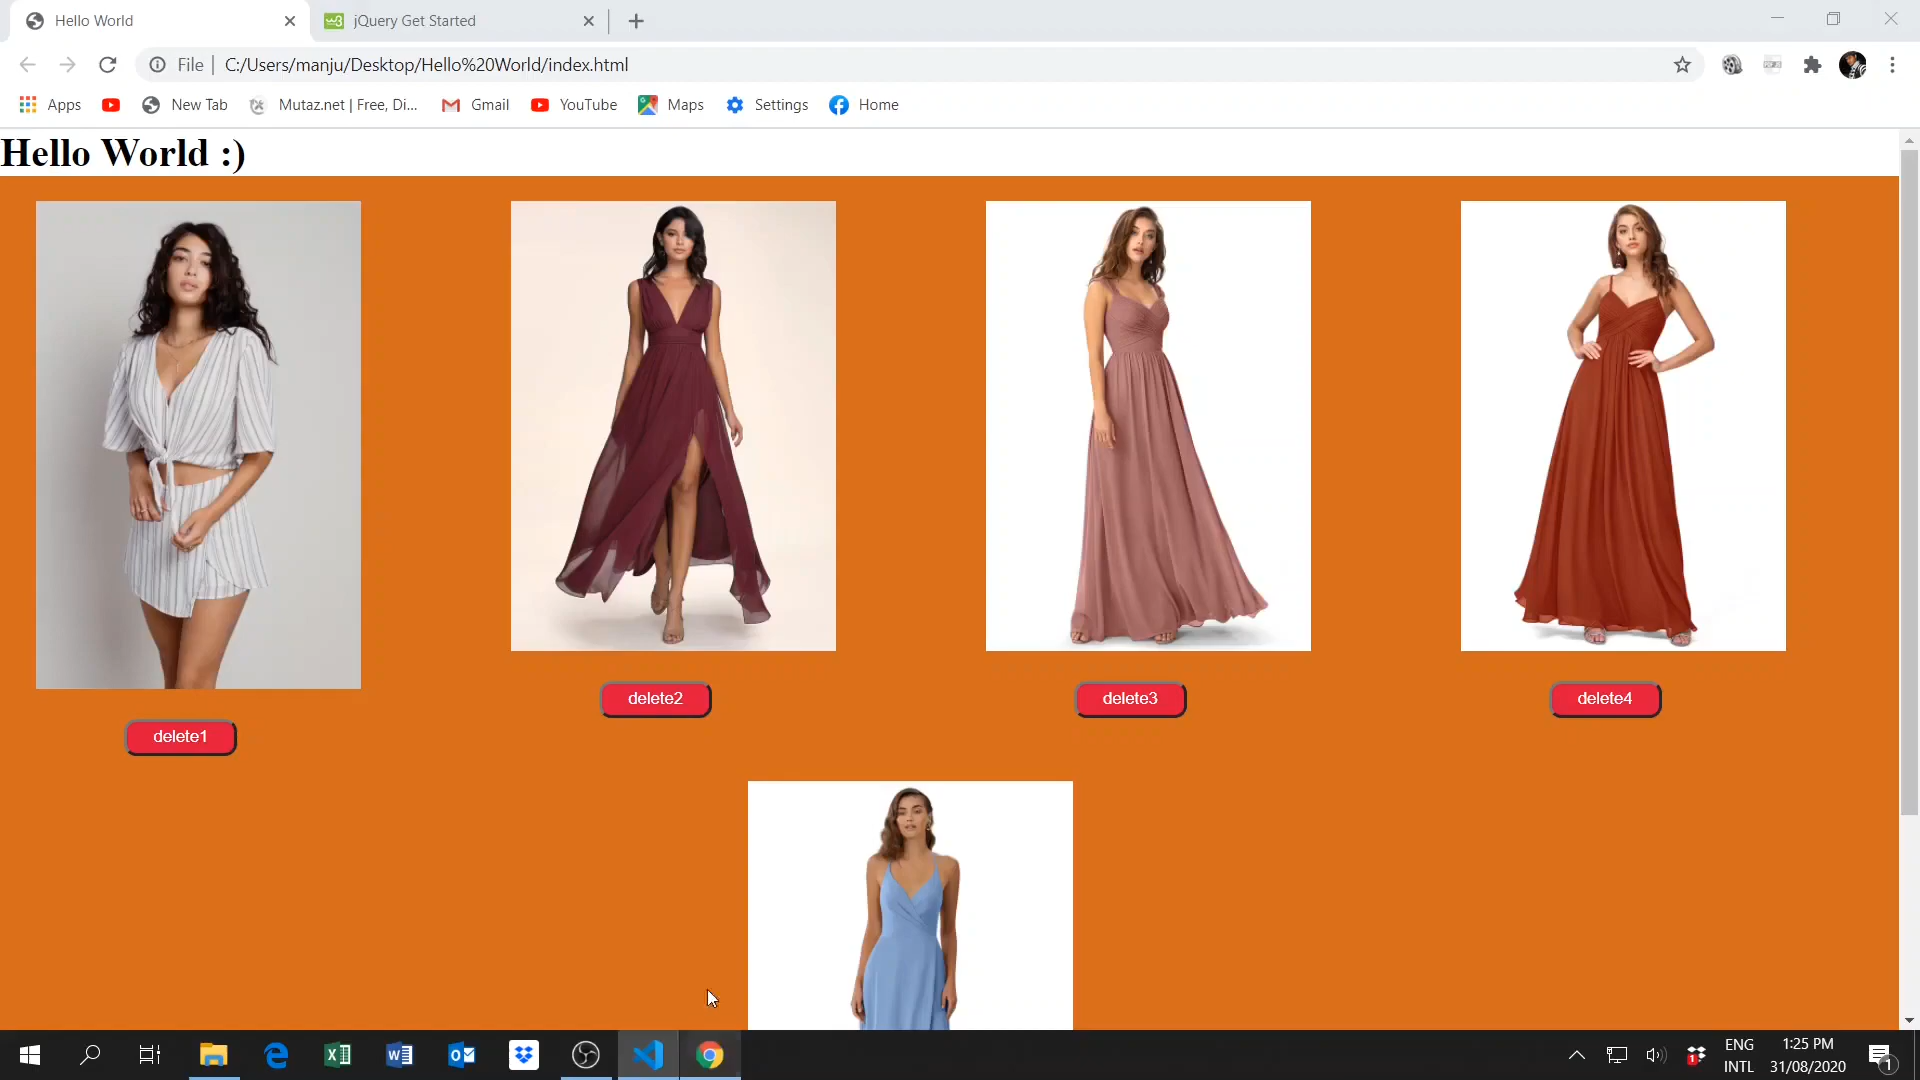 Hello World
jQuery Get Started
File | C:/Users/manju/Desktop/Hello%20World/index.html
Apps
New Tab
Mutaz.net | Free, Di...
Gmail
YouTube
Maps
Settings
Home
Hello World :)
delete2
delete3
delete4
delete1
ENG
INTL
1:25 PM
31/08/2020
1